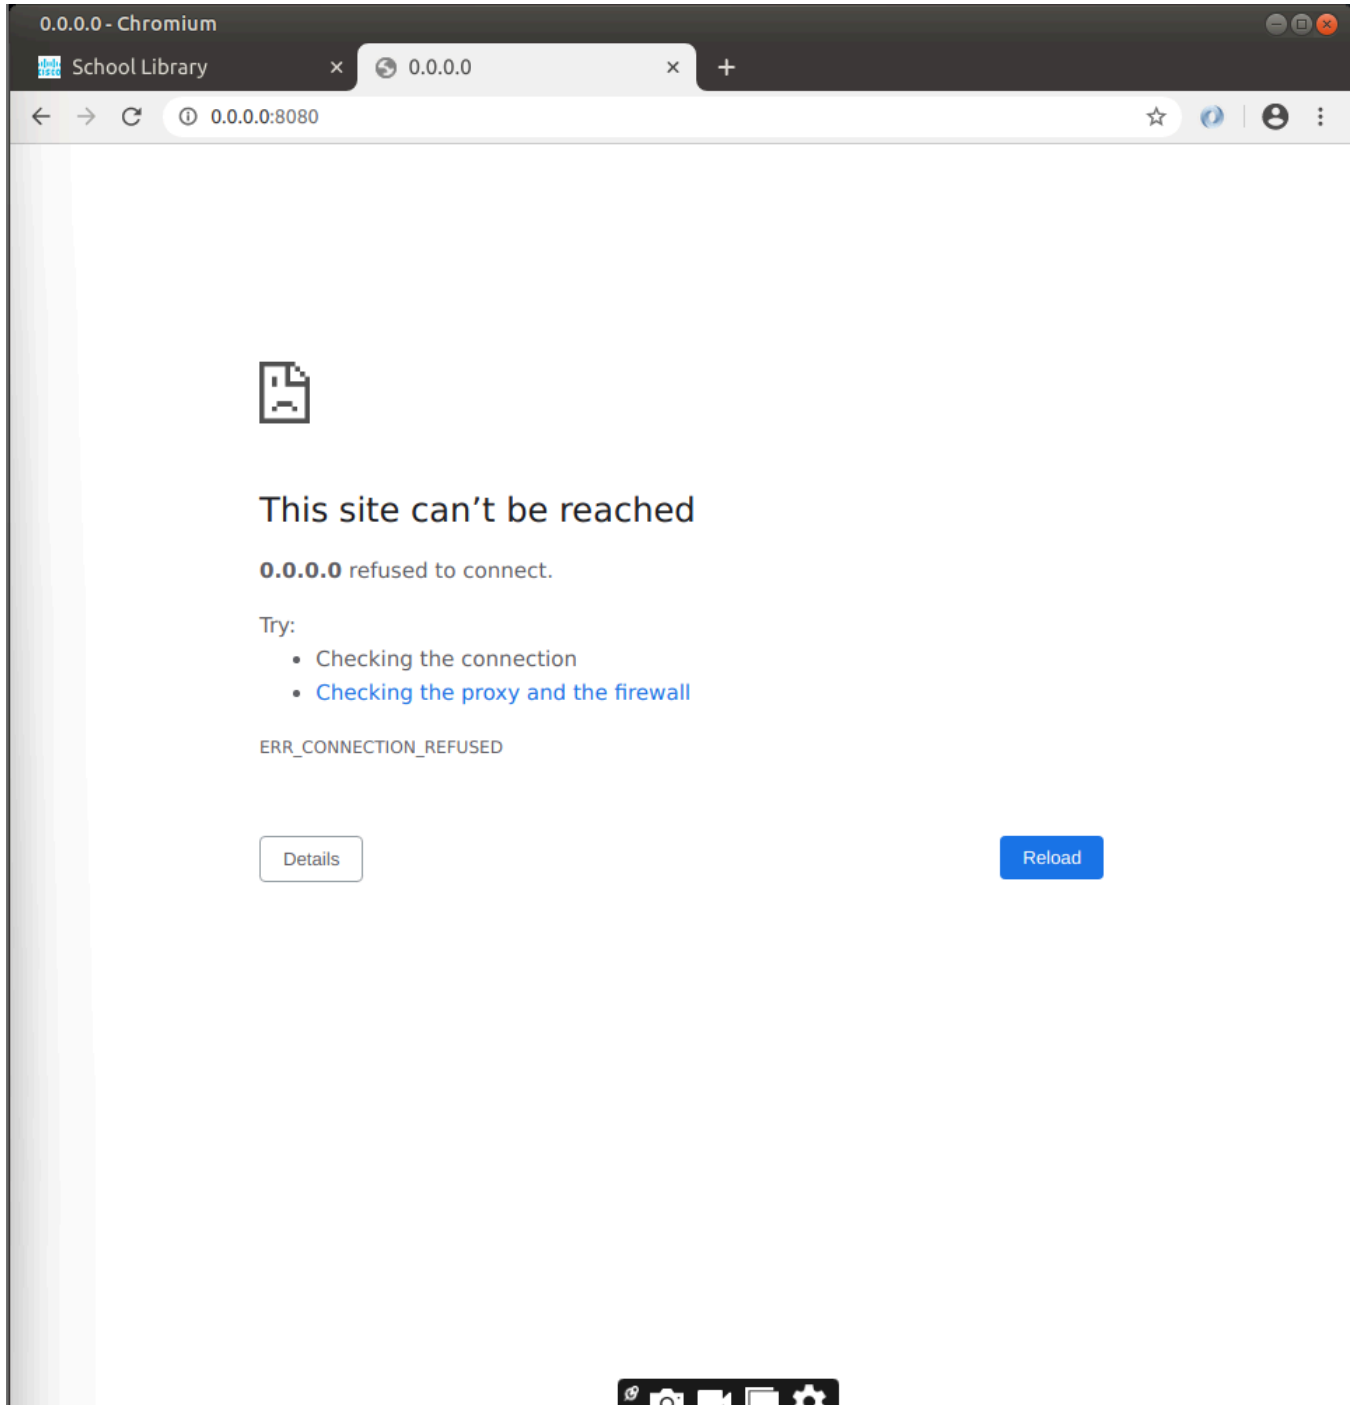 0.0.0.0 - Chromium
School Library
0.0.0.0
0.0.0.0:8080
This site can’t be reached
0.0.0.0 refused to connect.
Try:
Checking the connection
Checking the proxy and the firewall
ERR_CONNECTION_REFUSED
Details
Reload